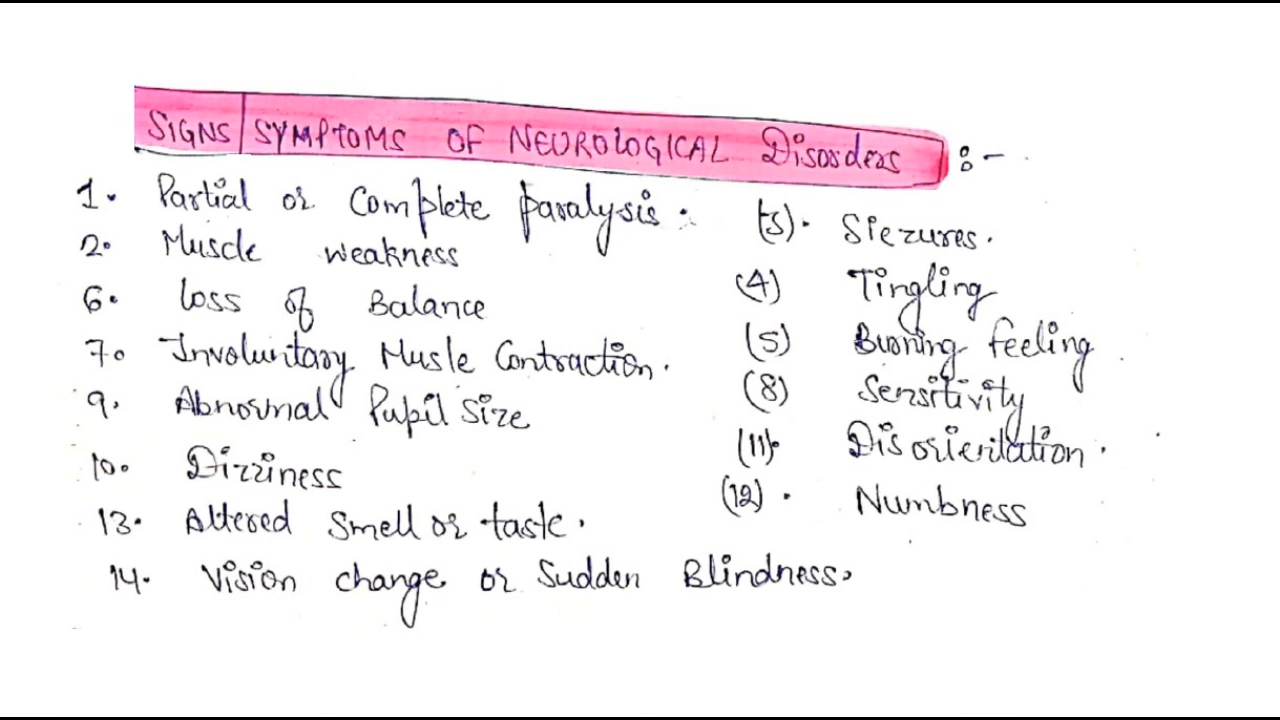 SIGNS/SYMPTOMS OF NEUROLOGICAL Disorders :-
1. Partial or Complete paralysis.
(3). Siezures.
2. Muscle weakness
(4) Tingling
6. Loss of Balance
(5) Burning feeling
7. Involuntary Musle Contraction.
(8) Sensitivity
9. Abnormal Pupil Size
(11). Disorientation.
10. Dizziness
(12). Numbness
13. Altered Smell or taste.
14. Vision change or Sudden Blindness.